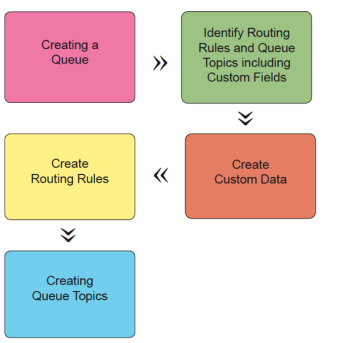 Creating a
Queue
Identify Routing
Rules and Queue
Topics including
Custom Fields
Create
Custom Data
Create
Routing Rules
Creating
Queue Topics